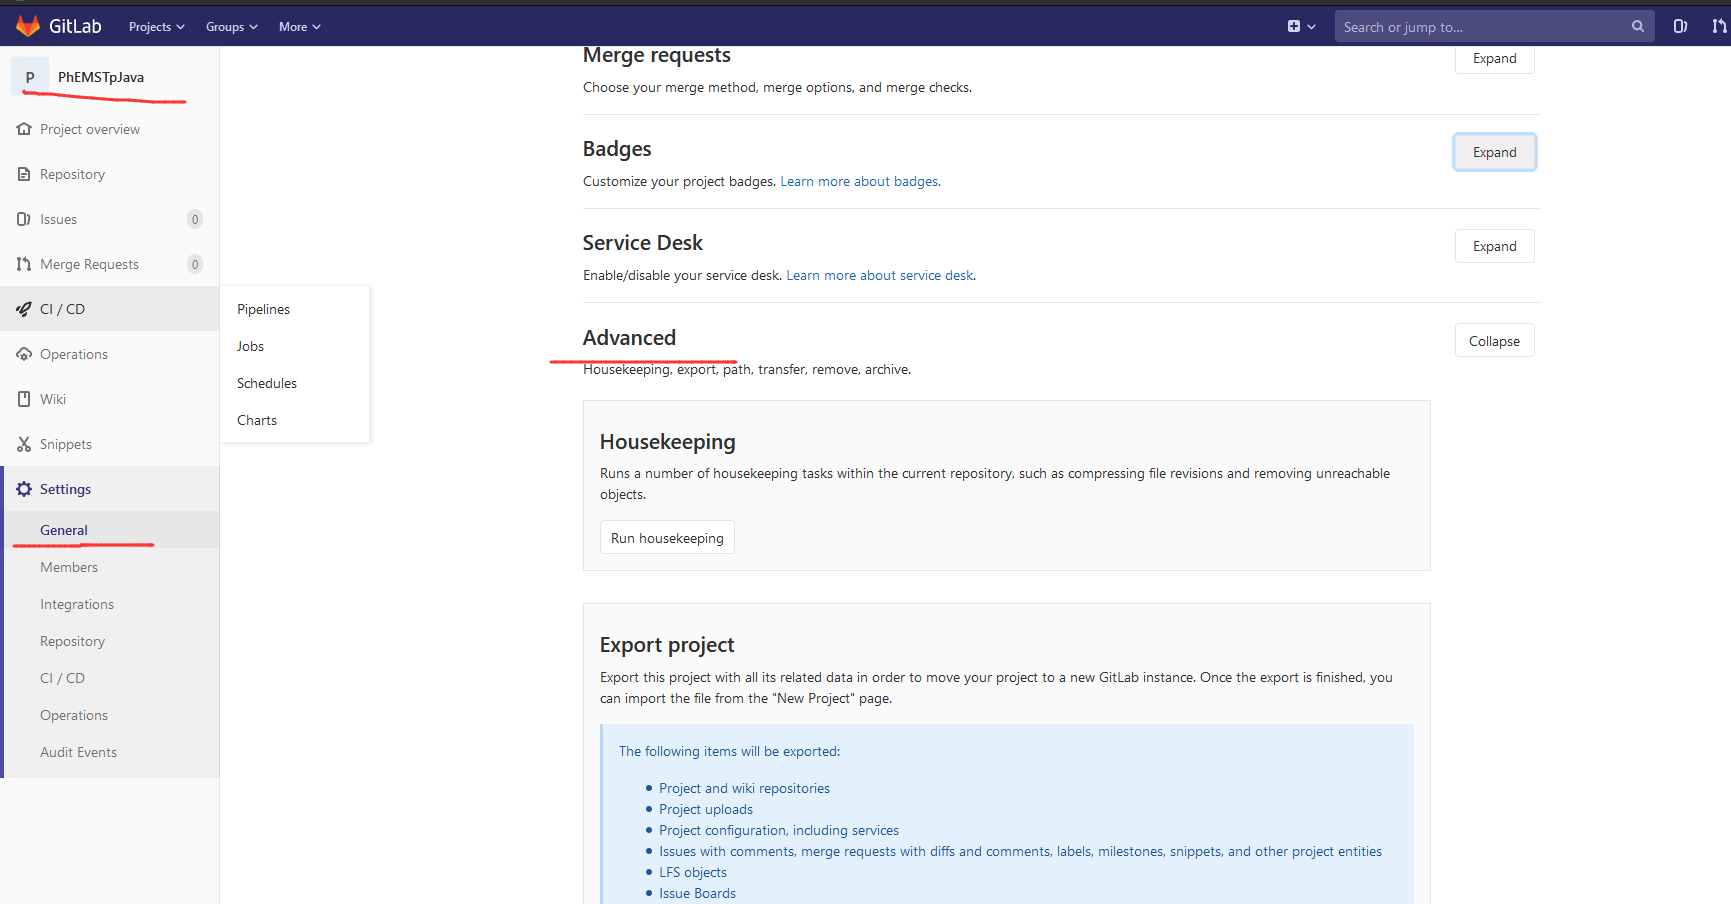 GitLab Projects Groups More Search or jump to...
P PhEMSTpJava
Project overview
Repository
Issues 0
Merge Requests 0
CI / CD
Operations
Wiki
Snippets
Settings
General
Members
Integrations
Repository
CI / CD
Operations
Audit Events
Pipelines
Jobs
Schedules
Charts
Merge requests
Expand
Choose your merge method, merge options, and merge checks.
Badges
Expand
Customize your project badges. Learn more about badges.
Service Desk
Expand
Enable/disable your service desk. Learn more about service desk.
Advanced
Collapse
Housekeeping, export, path, transfer, remove, archive.
Housekeeping
Runs a number of housekeeping tasks within the current repository, such as compressing file revisions and removing unreachable
objects.
Run housekeeping
Export project
Export this project with all its related data in order to move your project to a new GitLab instance. Once the export is finished, you
can import the file from the "New Project" page.
The following items will be exported:
Project and wiki repositories
Project uploads
Project configuration, including services
Issues with comments, merge requests with diffs and comments, labels, milestones, snippets, and other project entities
LFS objects
Issue Boards